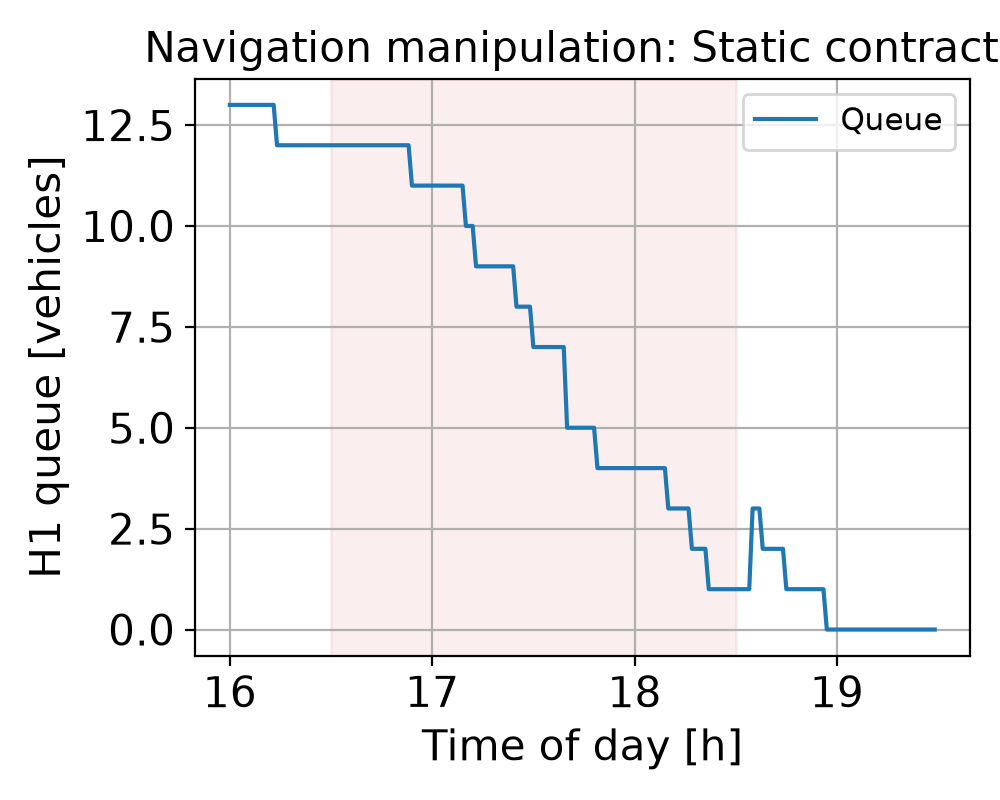 Navigation manipulation: Static contract
Queue
H1 queue [vehicles]
12.5
10.0
7.5
5.0
2.5
0.0
16 17 18 19
Time of day [h]